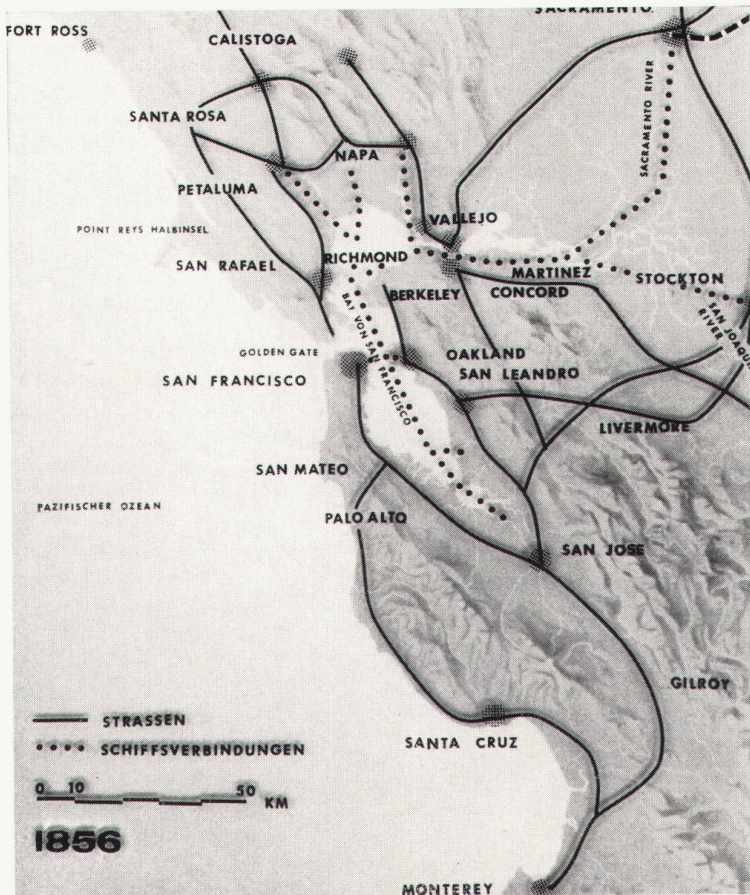 SACRAMENTO
FORT ROSS
CALISTOGA
SACRAMENTO RIVER
SANTA ROSA
NAPA
PETALUMA
VALLEJO
POINT REYS HALBINSEL
RICHMOND
SAN RAFAEL
MARTINEZ
STOCKTON
BERKELEY
CONCORD
SAN JOAQUIN
RIVER
BAY VON SAN FRANCISCO
GOLDEN GATE
OAKLAND
SAN FRANCISCO
SAN LEANDRO
LIVERMORE
SAN MATEO
PAZIFISCHER OZEAN
PALO ALTO
SAN JOSE
GILROY
STRASSEN
SCHIFFSVERBINDUNGEN
SANTA CRUZ
0 10 50 KM
1856
MONTEREY